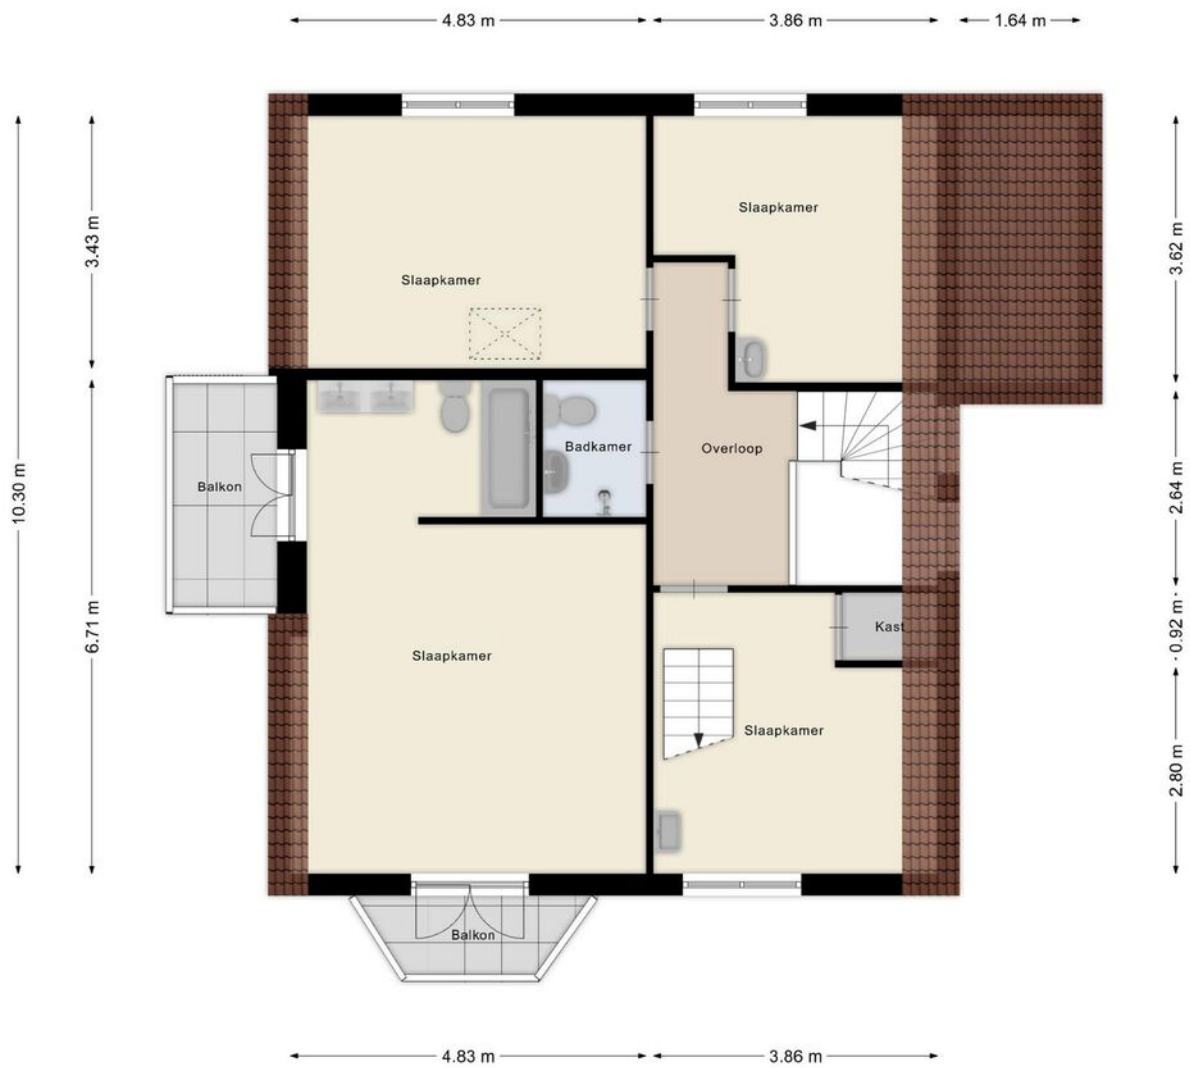 4.83 m
3.86 m
1.64 m
3.43 m
3.62 m
Slaapkamer
Slaapkamer
10.30 m
Balkon
Badkamer
Overloop
2.64 m
6.71 m
Kast
0.92 m
Slaapkamer
Slaapkamer
2.80 m
Balkon
4.83 m
3.86 m